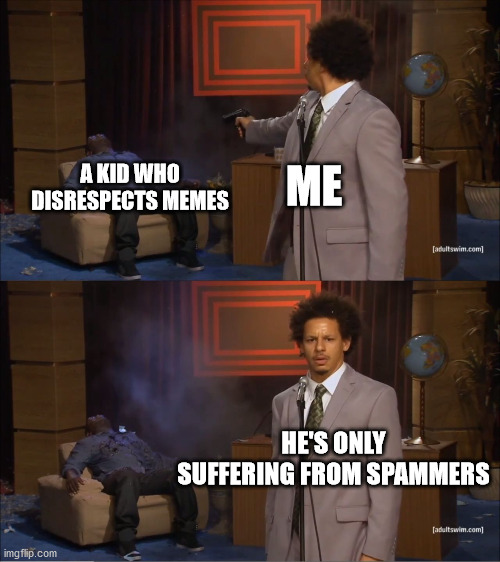 A KID WHO
DISRESPECTS MEMES
ME
[adultswim.com]
HE'S ONLY
SUFFERING FROM SPAMMERS
[adultswim.com]
imgflip.com